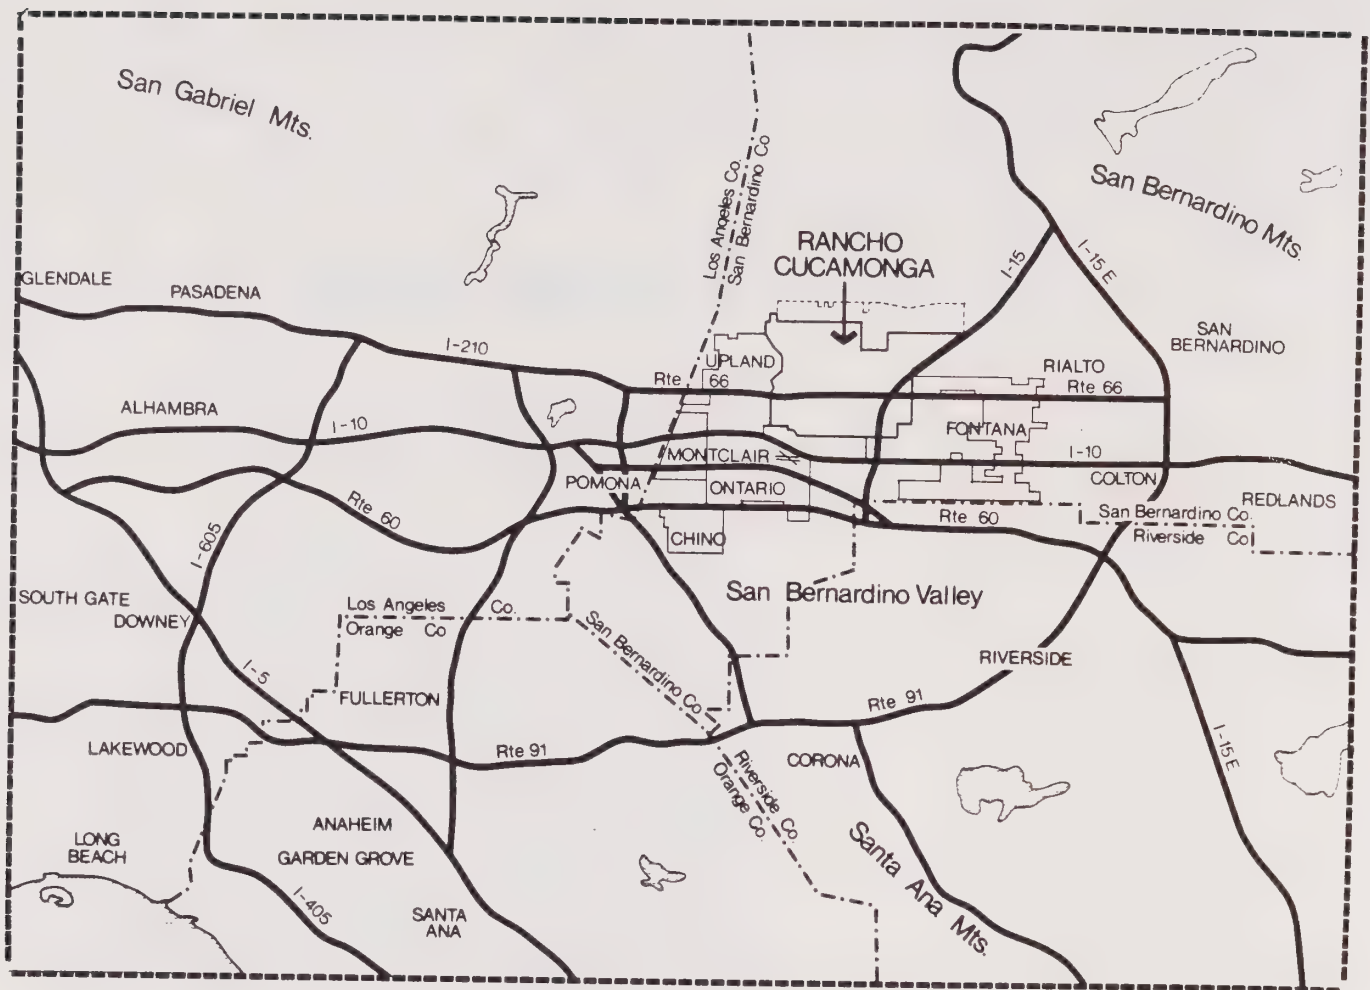 San Gabriel Mts.
San Bernardino Mts.
Los Angeles Co.
San Bernardino Co
RANCHO
CUCAMONGA
I-15
I-15 E
GLENDALE
PASADENA
I-210
UPLAND
SAN
BERNARDINO
RIALTO
Rte 66
Rte 66
ALHAMBRA
I-10
MONTCLAIR
FONTANA
I-10
COLTON
REDLANDS
POMONA
ONTARIO
Rte 60
Rte 60
San Bernardino Co.
Riverside Co
I-605
CHINO
San Bernardino Valley
SOUTH GATE
DOWNEY
Los Angeles Co.
Orange Co
San Bernardino Co
RIVERSIDE
I-5
FULLERTON
Rte 91
LAKEWOOD
Rte 91
CORONA
I-15 E
Riverside Co
Orange Co.
ANAHEIM
GARDEN GROVE
LONG
BEACH
I-405
SANTA
ANA
Santa Ana Mts.